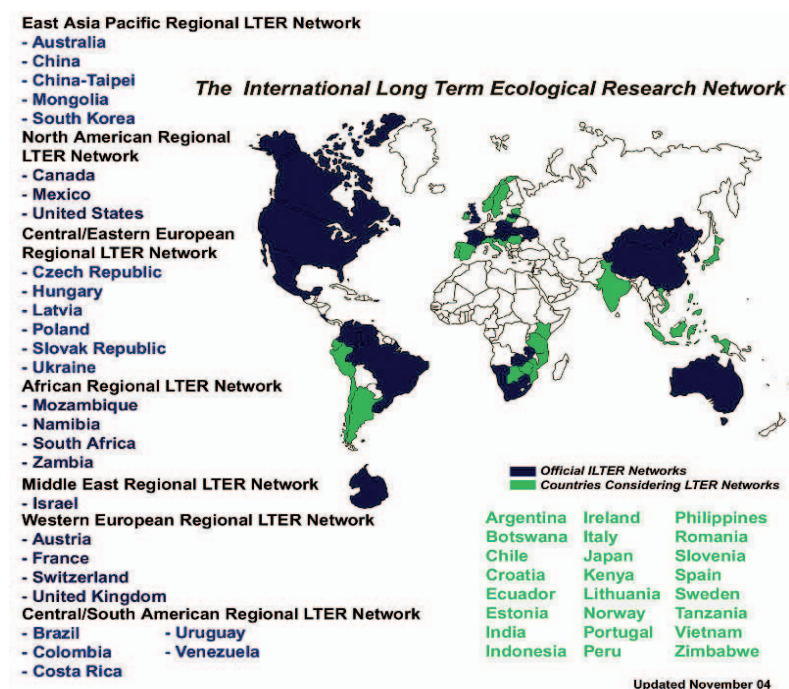 East Asia Pacific Regional LTER Network
- Australia
- China
- China-Taipei
- Mongolia
- South Korea
North American Regional
LTER Network
- Canada
- Mexico
- United States
Central/Eastern European
Regional LTER Network
- Czech Republic
- Hungary
- Latvia
- Poland
- Slovak Republic
- Ukraine
African Regional LTER Network
- Mozambique
- Namibia
- South Africa
- Zambia
Middle East Regional LTER Network
- Israel
Western European Regional LTER Network
- Austria
- France
- Switzerland
- United Kingdom
Central/South American Regional LTER Network
- Brazil - Uruguay
- Colombia - Venezuela
- Costa Rica
The International Long Term Ecological Research Network
Official ILTER Networks
Countries Considering LTER Networks
Argentina Ireland Philippines
Botswana Italy Romania
Chile Japan Slovenia
Croatia Kenya Spain
Ecuador Lithuania Sweden
Estonia Norway Tanzania
India Portugal Vietnam
Indonesia Peru Zimbabwe
Updated November 04